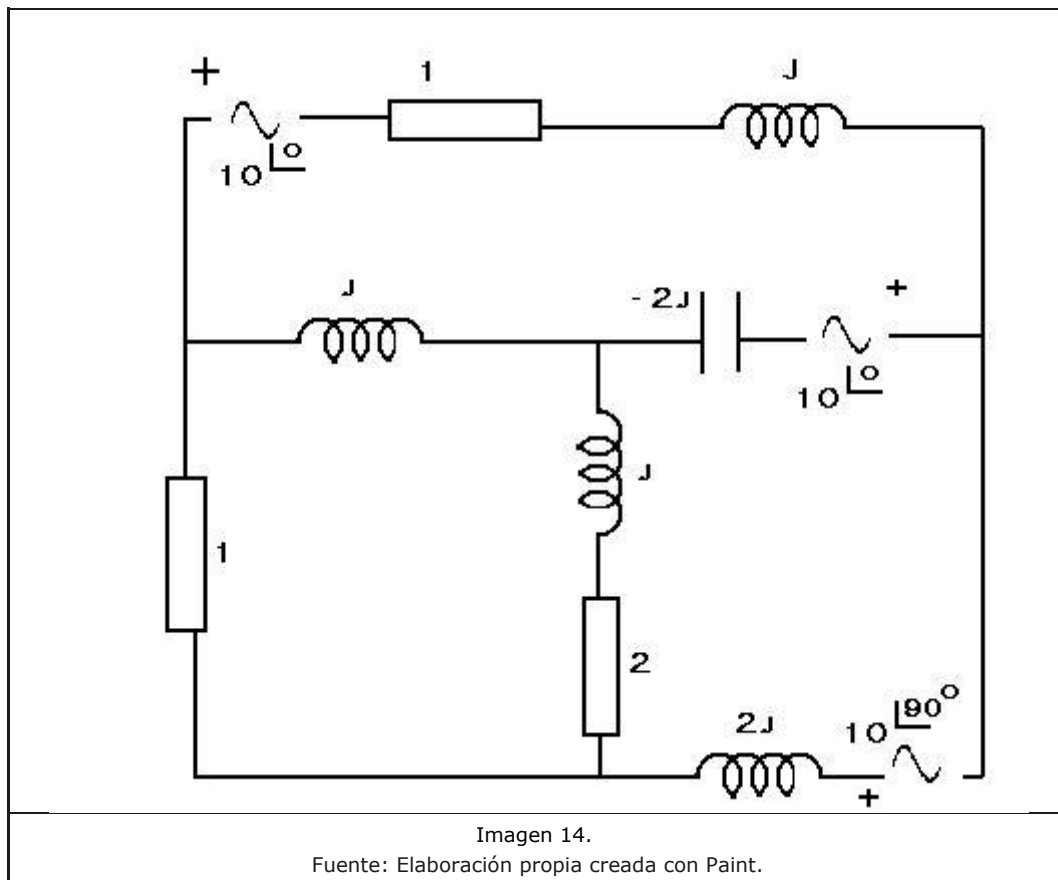 + 1 J
10 0
J -2J +
10 0
J
1
2
2J 10 90°
+
Imagen 14.
Fuente: Elaboración propia creada con Paint.